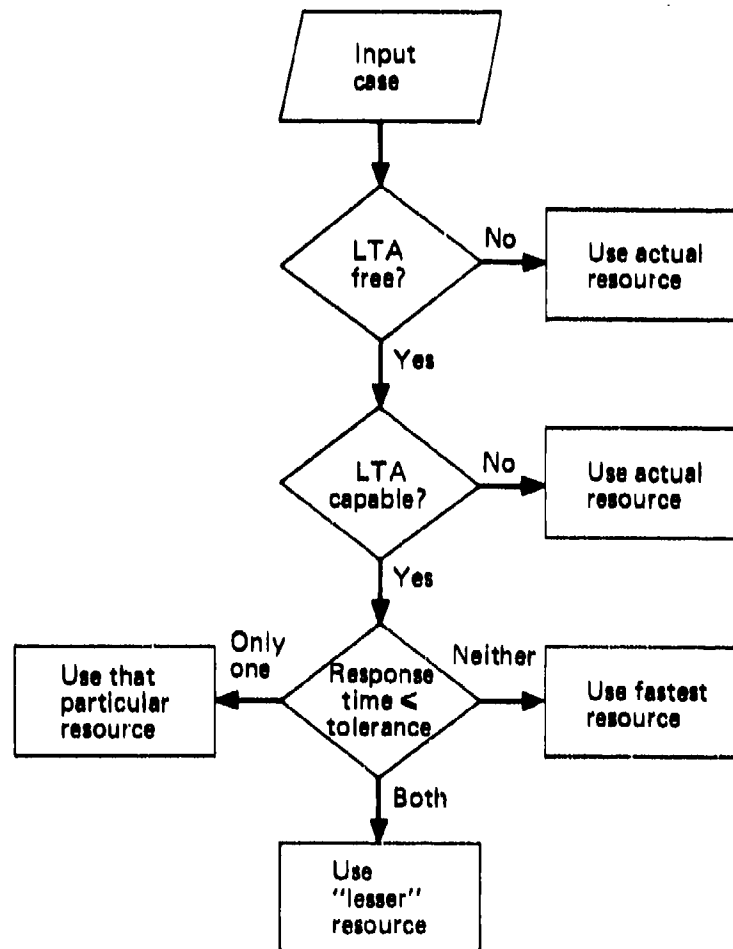 Input
case
LTA
free?
No
Use actual
resource
Yes
LTA
capable?
No
Use actual
resource
Yes
Only
one
Use that
particular
resource
Response
time ≤
tolerance
Neither
Use fastest
resource
Both
Use
"lesser"
resource